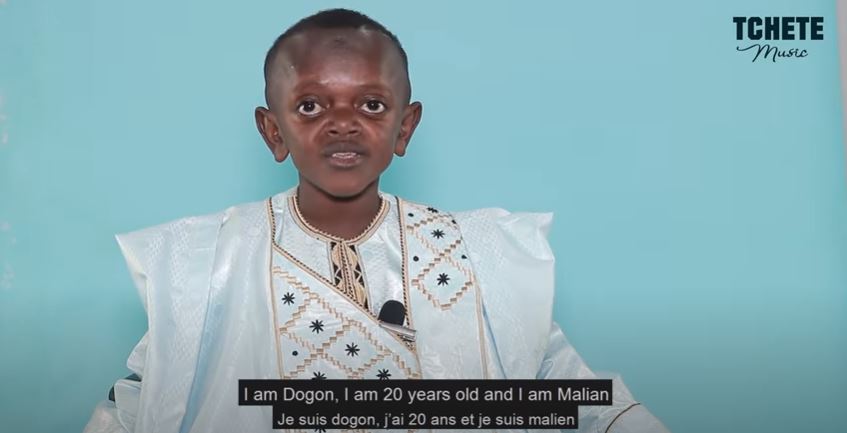 TCHETE
Music
I am Dogon, I am 20 years old and I am Malian
Je suis dogon, j'ai 20 ans et je suis malien